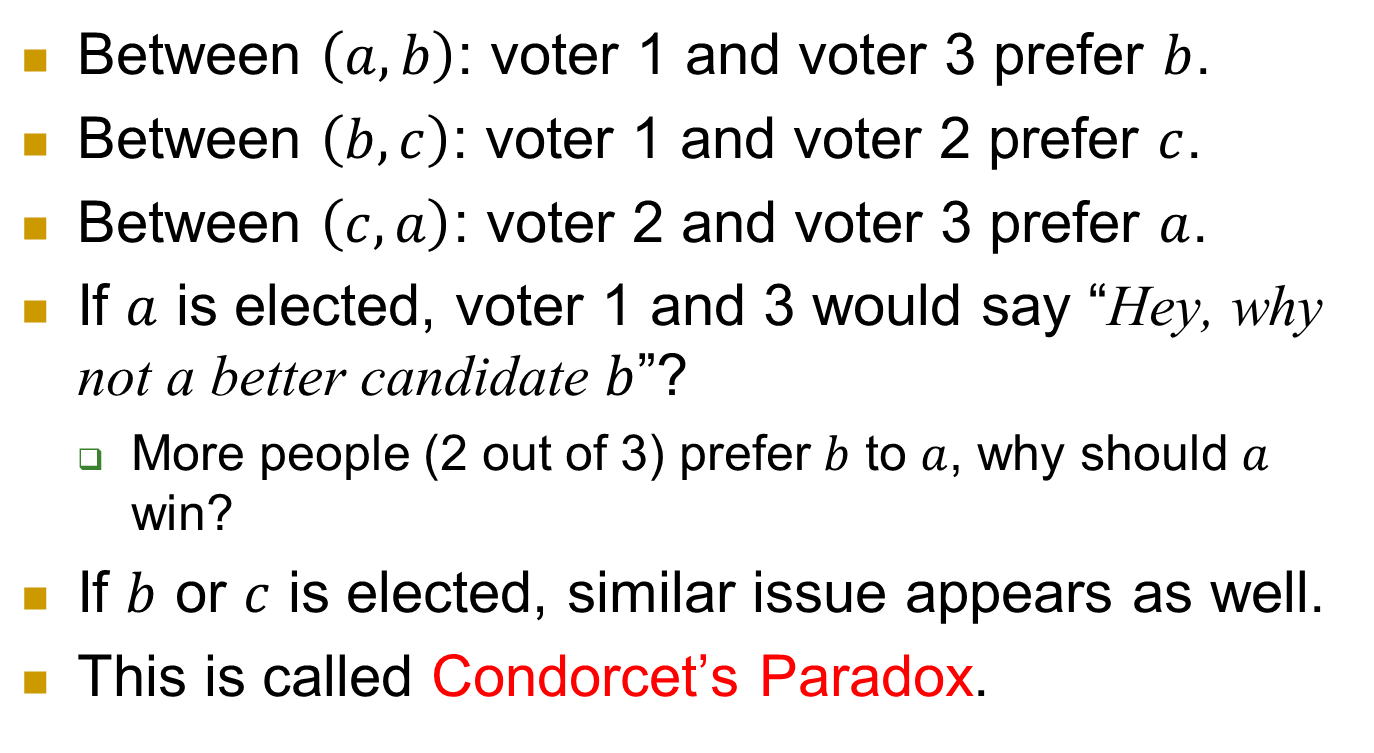 Between (a, b): voter 1 and voter 3 prefer b.
Between (b, c): voter 1 and voter 2 prefer c.
Between (c, a): voter 2 and voter 3 prefer a.
If a is elected, voter 1 and 3 would say “Hey, why
not a better candidate b”?
More people (2 out of 3) prefer b to a, why should a
win?
If b or c is elected, similar issue appears as well.
This is called Condorcet’s Paradox.